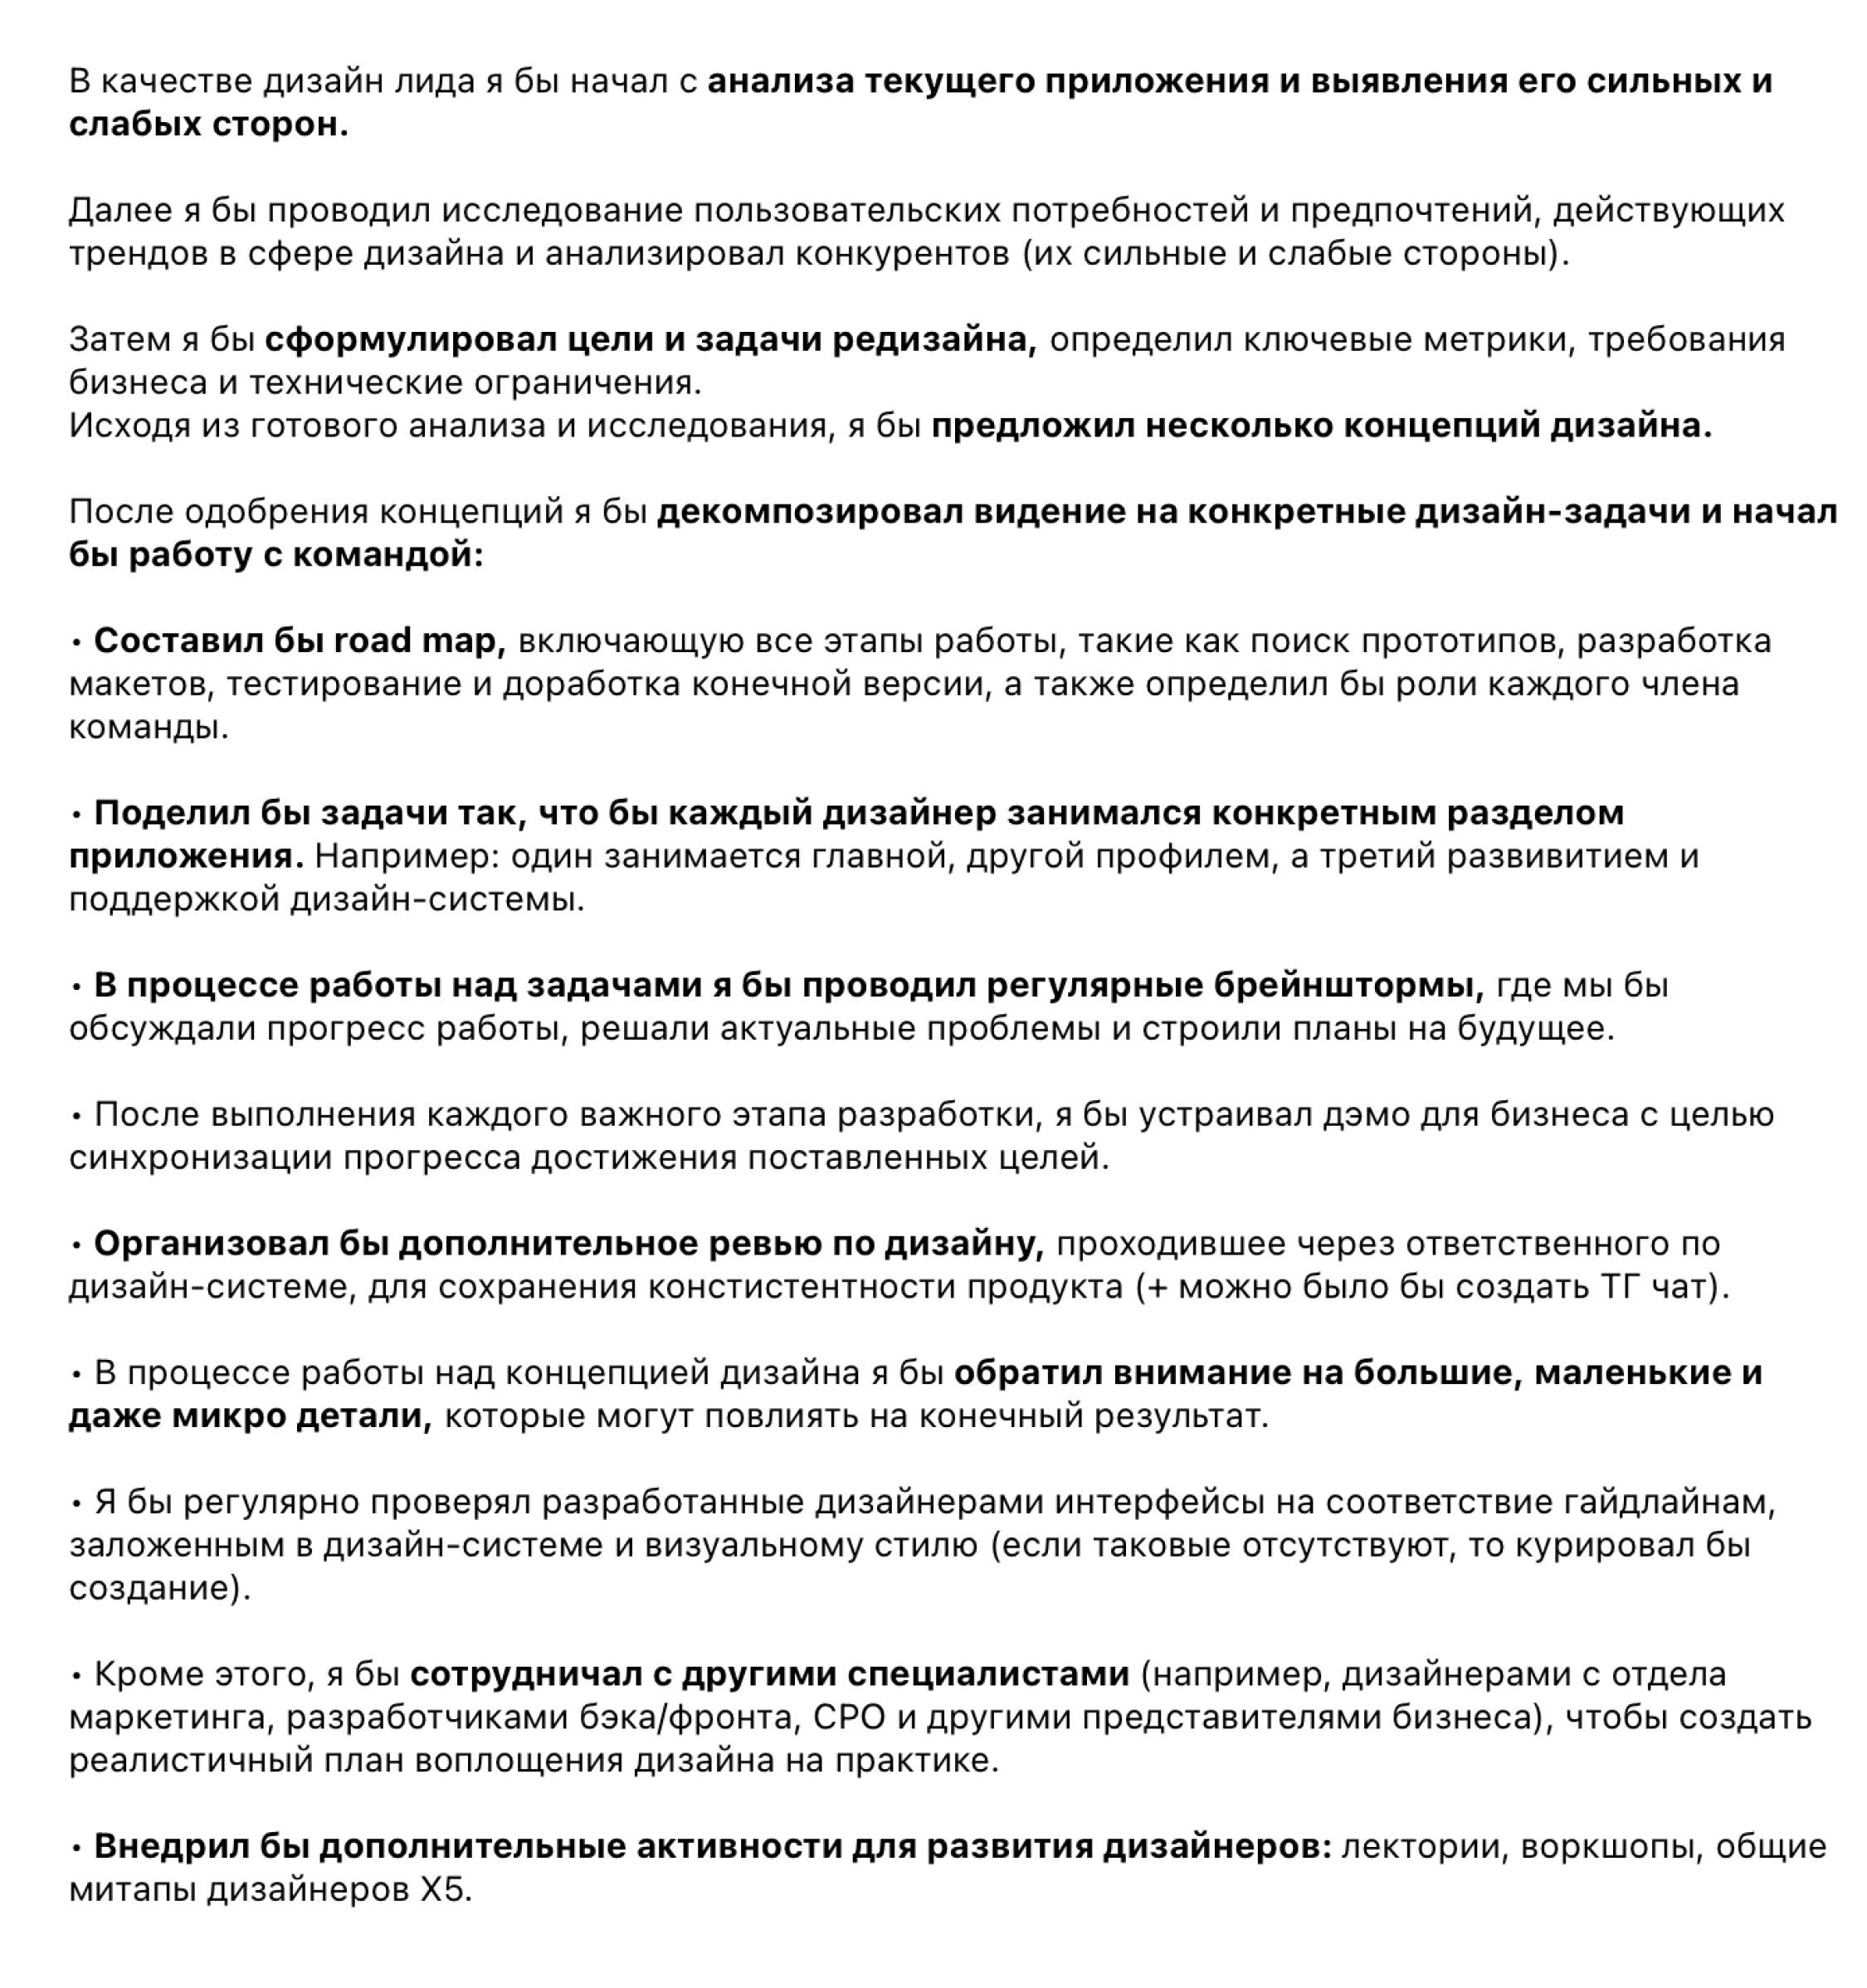 В качестве дизайн лида я бы начал с анализа текущего приложения и выявления его сильных и
слабых сторон.
Далее я бы проводил исследование пользовательских потребностей и предпочтений, действующих
трендов в сфере дизайна и анализировал конкурентов (их сильные и слабые стороны).
Затем я бы сформулировал цели и задачи редизайна, определил ключевые метрики, требования
бизнеса и технические ограничения.
Исходя из готового анализа и исследования, я бы предложил несколько концепций дизайна.
После одобрения концепций я бы декомпозировал видение на конкретные дизайн-задачи и начал
бы работу с командой:
• Составил бы road map, включающую все этапы работы, такие как поиск прототипов, разработка
макетов, тестирование и доработка конечной версии, а также определил бы роли каждого члена
команды.
• Поделил бы задачи так, что бы каждый дизайнер занимался конкретным разделом
приложения. Например: один занимается главной, другой профилем, а третий развивитием и
поддержкой дизайн-системы.
• В процессе работы над задачами я бы проводил регулярные брейнштормы, где мы бы
обсуждали прогресс работы, решали актуальные проблемы и строили планы на будущее.
• После выполнения каждого важного этапа разработки, я бы устраивал дэмо для бизнеса с целью
синхронизации прогресса достижения поставленных целей.
• Организовал бы дополнительное ревью по дизайну, проходившее через ответственного по
дизайн-системе, для сохранения констистентности продукта (+ можно было бы создать ТГ чат).
• В процессе работы над концепцией дизайна я бы обратил внимание на большие, маленькие и
даже микро детали, которые могут повлиять на конечный результат.
• Я бы регулярно проверял разработанные дизайнерами интерфейсы на соответствие гайдлайнам,
заложенным в дизайн-системе и визуальному стилю (если таковые отсутствуют, то курировал бы
создание).
• Кроме этого, я бы сотрудничал с другими специалистами (например, дизайнерами с отдела
маркетинга, разработчиками бэка/фронта, CPO и другими представителями бизнеса), чтобы создать
реалистичный план воплощения дизайна на практике.
• Внедрил бы дополнительные активности для развития дизайнеров: лектории, воркшопы, общие
митапы дизайнеров X5.